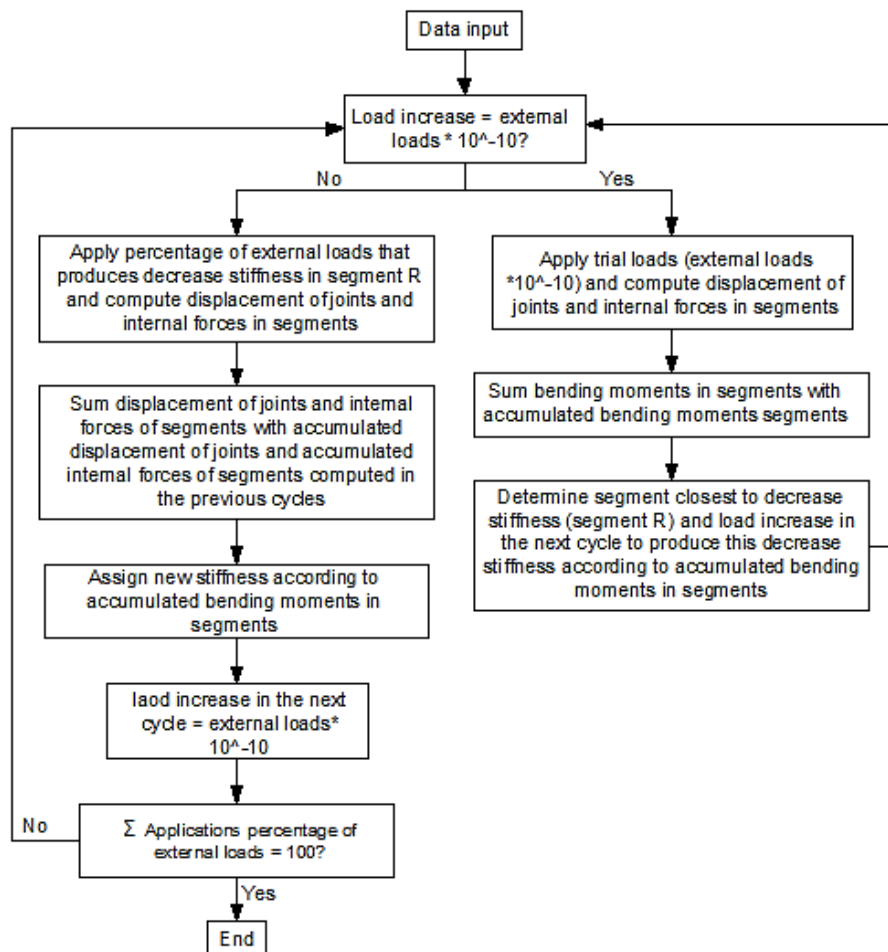 Data input
Load increase = external
loads * 10^-10?
No
Yes
Apply percentage of external loads that
produces decrease stiffness in segment R
and compute displacement of joints and
internal forces in segments
Sum displacement of joints and internal
forces of segments with accumulated
displacement of joints and accumulated
internal forces of segments computed in
the previous cycles
Assign new stiffness according to
accumulated bending moments in
segments
laod increase in the next
cycle = external loads*
10^-10
Σ Applications percentage of
external loads = 100?
No
Yes
End
Apply trial loads (external loads
*10^-10) and compute displacement of
joints and internal forces in segments
Sum bending moments in segments with
accumulated bending moments segments
Determine segment closest to decrease
stiffness (segment R) and load increase in
the next cycle to produce this decrease
stiffness according to accumulated bending
moments in segments